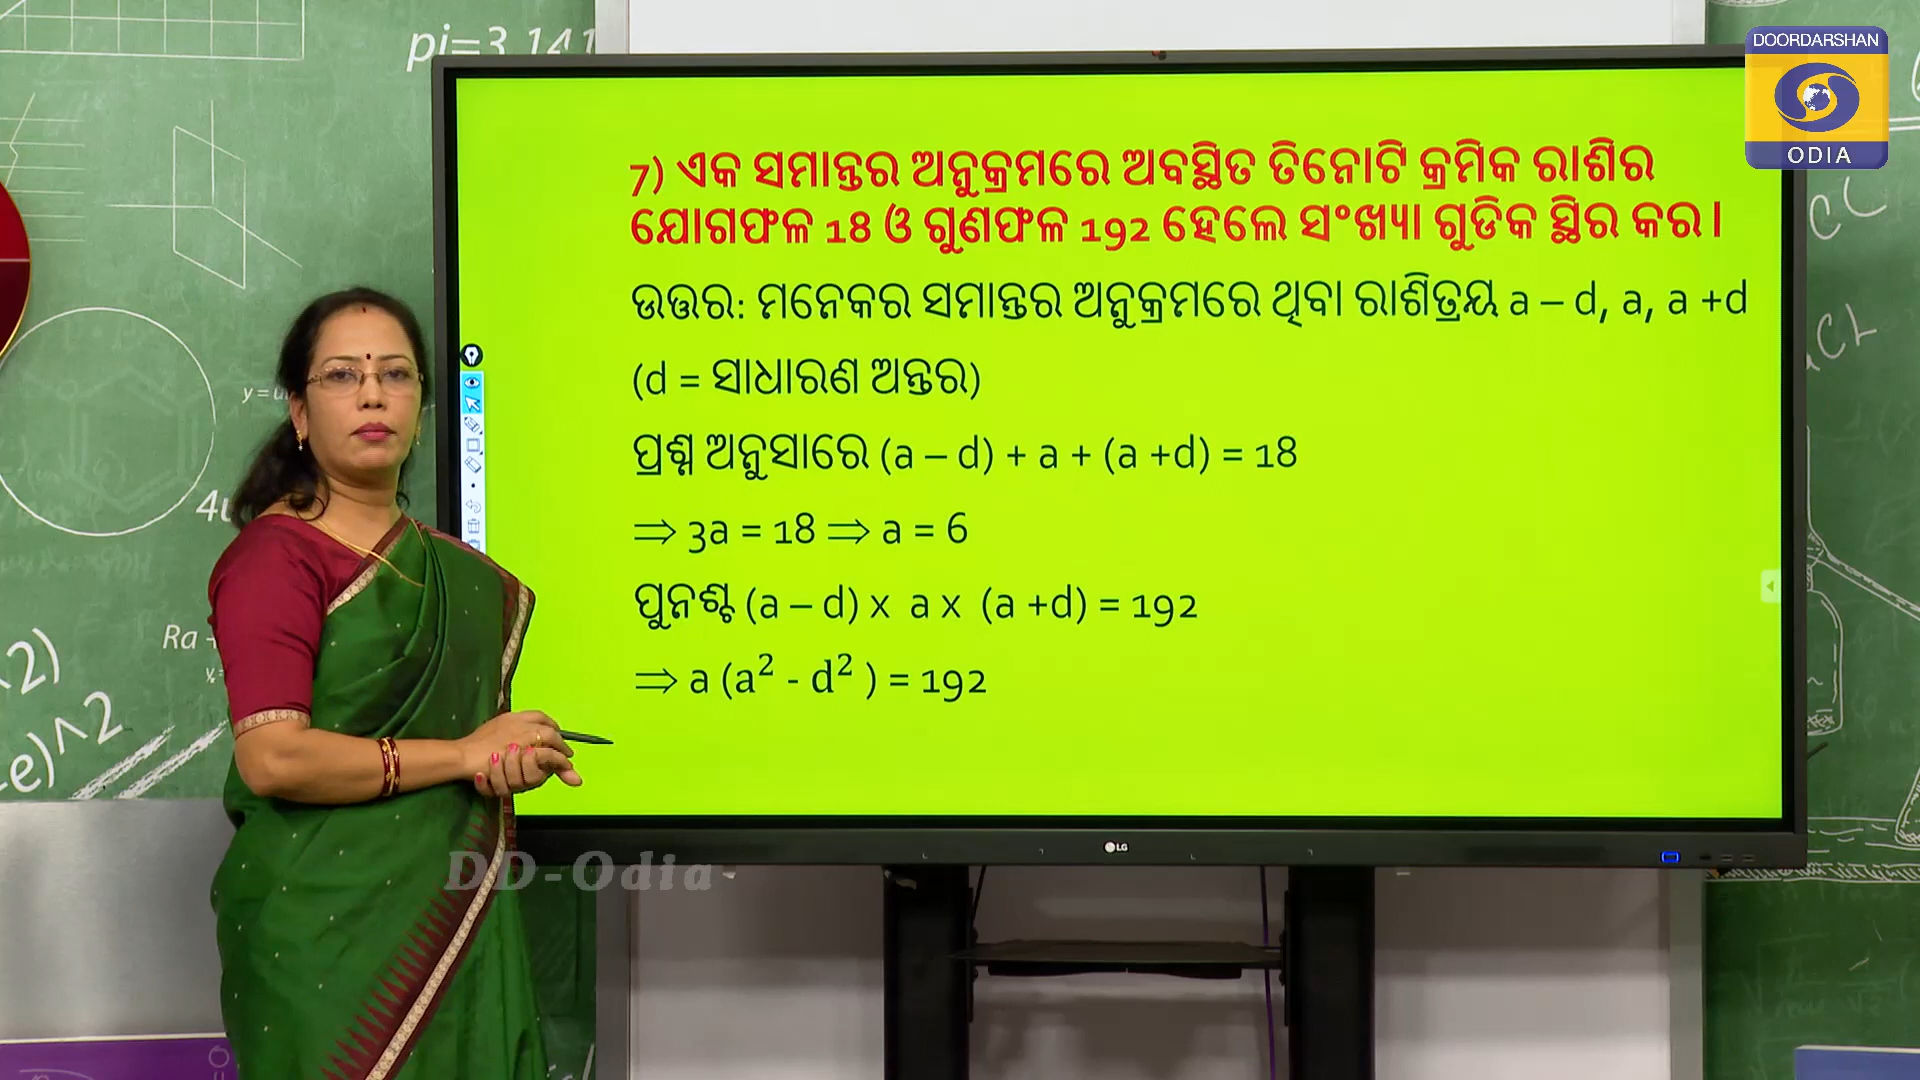 pi=3.141
DOORDARSHAN
ODIA
7) ଏକ ସମାନ୍ତର ଅନୁକ୍ରମରେ ଅବସ୍ଥିତ ତିନୋଟି କ୍ରମିକ ରାଶିର
ଯୋଗଫଳ 18 ଓ ଗୁଣଫଳ 192 ହେଲେ ସଂଖ୍ୟା ଗୁଡିକ ସ୍ଥିର କର ।
ଉତ୍ତର: ମନେକର ସମାନ୍ତର ଅନୁକ୍ରମରେ ଥିବା ରାଶିତ୍ରୟ a – d, a, a +d
(d = ସାଧାରଣ ଅନ୍ତର)
ପ୍ରଶ୍ନ ଅନୁସାରେ (a – d) + a + (a +d) = 18
⟹ 3a = 18 ⟹ a = 6
ପୁନଶ୍ଚ (a – d) x a x (a +d) = 192
⟹ a (a² - d² ) = 192
LG
DD-Odia